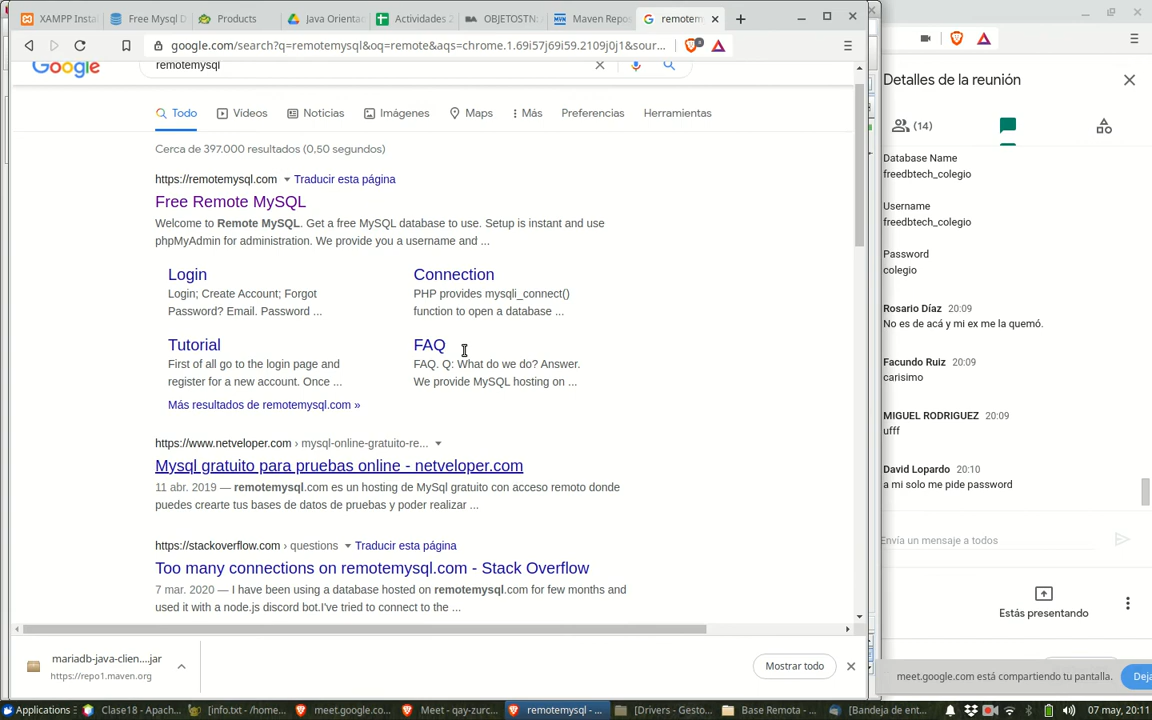 XAMPP Insta
Free Mysql D
Products
Java Orienta
Actividades 2
OBJETOSTN:
Maven Repos
remotem
google.com/search?q=remotemysql&oq=remote&aqs=chrome.1.69i57j69i59.2109j0j1&sour...
Google
remotemysql
Todo
Vídeos
Noticias
Imágenes
Maps
Más
Preferencias
Herramientas
Cerca de 397.000 resultados (0,50 segundos)
https://remotemysql.com Traducir esta página
Free Remote MySQL
Welcome to Remote MySQL. Get a free MySQL database to use. Setup is instant and use
phpMyAdmin for administration. We provide you a username and ...
Login
Login; Create Account; Forgot
Password? Email. Password ...
Connection
PHP provides mysqli_connect()
function to open a database ...
Tutorial
First of all go to the login page and
register for a new account. Once ...
FAQ
FAQ. Q: What do we do? Answer.
We provide MySQL hosting on ...
Más resultados de remotemysql.com »
https://www.netveloper.com › mysql-online-gratuito-re...
Mysql gratuito para pruebas online - netveloper.com
11 abr. 2019 — remotemysql.com es un hosting de MySql gratuito con acceso remoto donde
puedes crearte tus bases de datos de pruebas y poder realizar ...
https://stackoverflow.com › questions Traducir esta página
Too many connections on remotemysql.com - Stack Overflow
7 mar. 2020 — I have been using a database hosted on remotemysql.com for few months and
used it with a node.js discord bot.I've tried to connect to the ...
mariadb-java-clien....jar
https://repo1.maven.org
Mostrar todo
Detalles de la reunión
(14)
Database Name
freedbtech_colegio
Username
freedbtech_colegio
Password
colegio
Rosario Díaz 20:09
No es de acá y mi ex me la quemó.
Facundo Ruiz 20:09
carisimo
MIGUEL RODRIGUEZ 20:09
ufff
David Lopardo 20:10
a mi solo me pide password
Envía un mensaje a todos
Estás presentando
meet.google.com está compartiendo tu pantalla.
Deja
Applications
Clase18 - Apach...
[info.txt - /home...
meet.google.co...
Meet - qay-zurc...
remotemysql - ...
[Drivers - Gesto...
Base Remota - ...
[Bandeja de ent...
07 may, 20:11